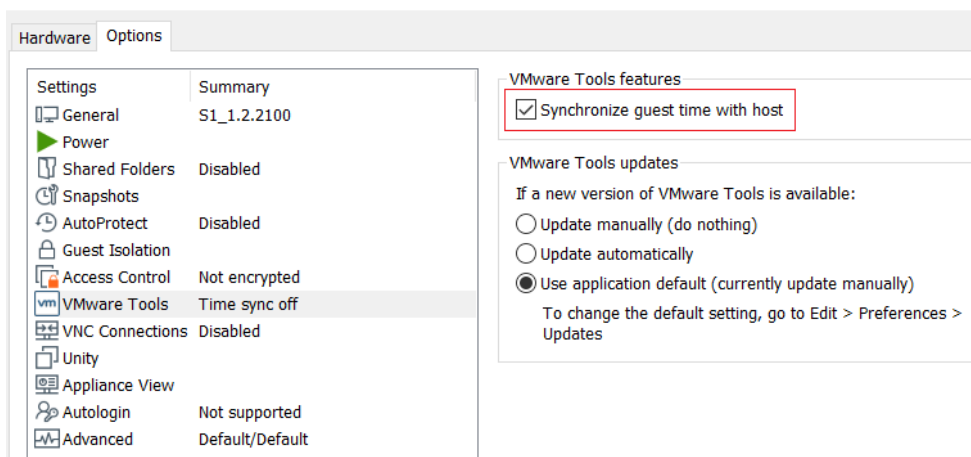 Hardware Options
Settings Summary
General S1_1.2.2100
Power
Shared Folders Disabled
Snapshots
AutoProtect Disabled
Guest Isolation
Access Control Not encrypted
vm VMware Tools Time sync off
VNC Connections Disabled
Unity
Appliance View
Autologin Not supported
Advanced Default/Default
VMware Tools features
Synchronize guest time with host
VMware Tools updates
If a new version of VMware Tools is available:
Update manually (do nothing)
Update automatically
Use application default (currently update manually)
To change the default setting, go to Edit > Preferences >
Updates